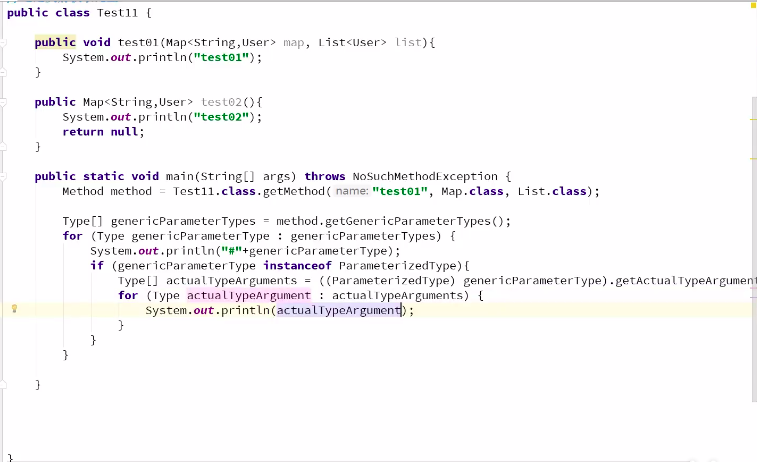 public class Test11 {
public void test01(Map<String,User> map, List<User> list){
System.out.println("test01");
}
public Map<String,User> test02(){
System.out.println("test02");
return null;
}
public static void main(String[] args) throws NoSuchMethodException {
Method method = Test11.class.getMethod( name: "test01", Map.class, List.class);
Type[] genericParameterTypes = method.getGenericParameterTypes();
for (Type genericParameterType : genericParameterTypes) {
System.out.println("#"+genericParameterType);
if (genericParameterType instanceof ParameterizedType){
Type[] actualTypeArguments = ((ParameterizedType) genericParameterType).getActualTypeArgument
for (Type actualTypeArgument : actualTypeArguments) {
System.out.println(actualTypeArgument);
}
}
}
}
}